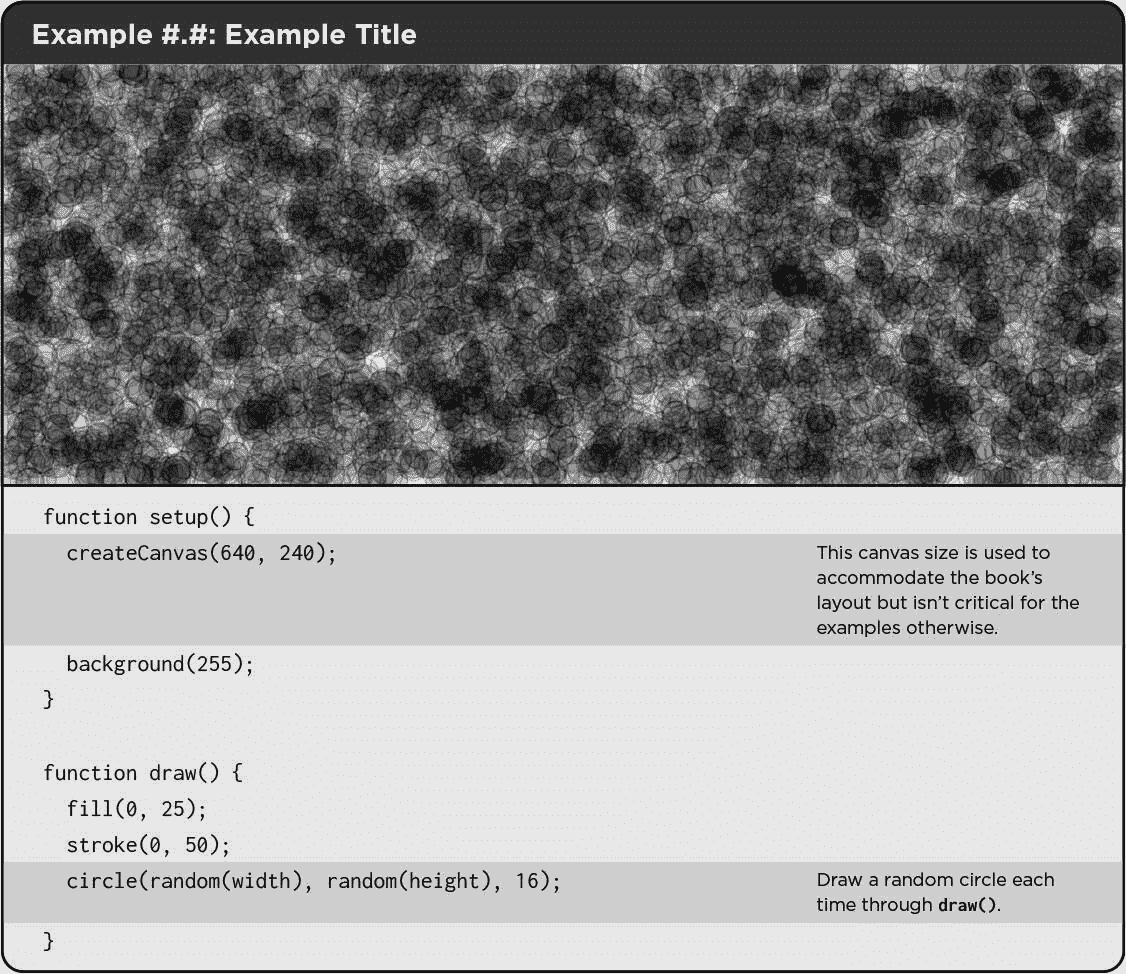 Example #.#: Example Title
function setup() {
  createCanvas(640, 240);
This canvas size is used to
accommodate the book’s
layout but isn’t critical for the
examples otherwise.
  background(255);
}
function draw() {
  fill(0, 25);
  stroke(0, 50);
  circle(random(width), random(height), 16);
Draw a random circle each
time through draw().
}